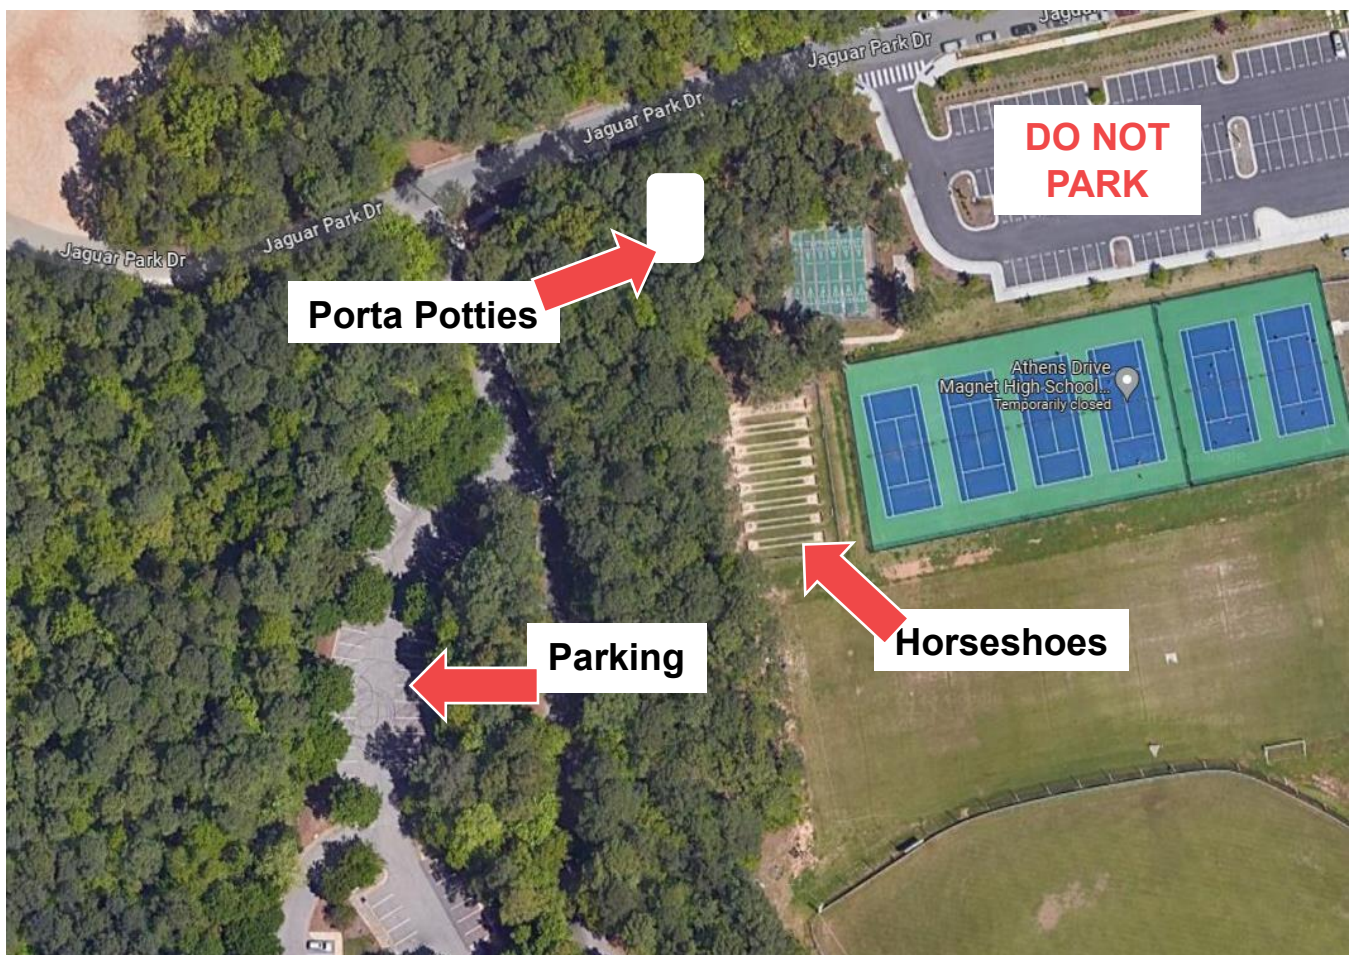 Jagu
Jaguar Park Dr
Jaguar Park Dr
DO NOT
PARK
Jaguar Park Dr
Jaguar Park Dr
Porta Potties
Athens Drive
Magnet High School...
Temporarily closed
Horseshoes
Parking